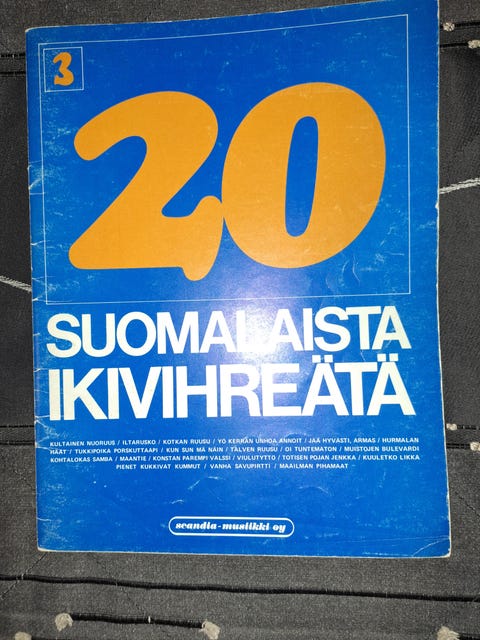 3
20
SUOMALAISTA
IKIVIHREÄTÄ
KULTAINEN NUORUUS / ILTARUSKO / KOTKAN RUUSU / YÖ KERRAN UNHOA ANNOIT / JÄÄ HYVÄSTI, ARMAS / HURMALAN
HÄÄT / TUKKIPOIKA PORSKUTTAAPI / KUN SUN MÄ NÄIN / TALVEN RUUSU / OI TUNTEMATON / MUISTOJEN BULEVARDI
KOHTALOKAS SAMBA / MAANTIE / KONSTAN PAREMPI VALSSI / VIULUTYTTÖ / TOTISEN POJAN JENKKA / KUULETKO LIKKA
PIENET KUKKIVAT KUMMUT / VANHA SAVUPIRTTI / MAAILMAN PIHAMAAT
scandia-musiikki oy